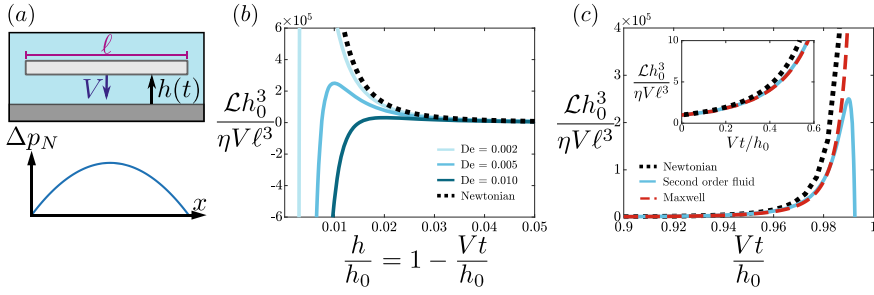 (a)
ℓ
V
h(t)
Δp_N
x
(b)
×10^5
6
4
2
0
-2
-4
-6
𝓛h_0^3
ηVℓ^3
De = 0.002
De = 0.005
De = 0.010
Newtonian
0.01 0.02 0.03 0.04 0.05
h/h_0 = 1 − Vt/h_0
(c)
×10^5
4
3
2
1
0
𝓛h_0^3
ηVℓ^3
10
5
0
𝓛h_0^3
ηVℓ^3
0 0.2 0.4 0.6
Vt/h_0
Newtonian
Second order fluid
Maxwell
0.9 0.92 0.94 0.96 0.98 1
Vt
h_0